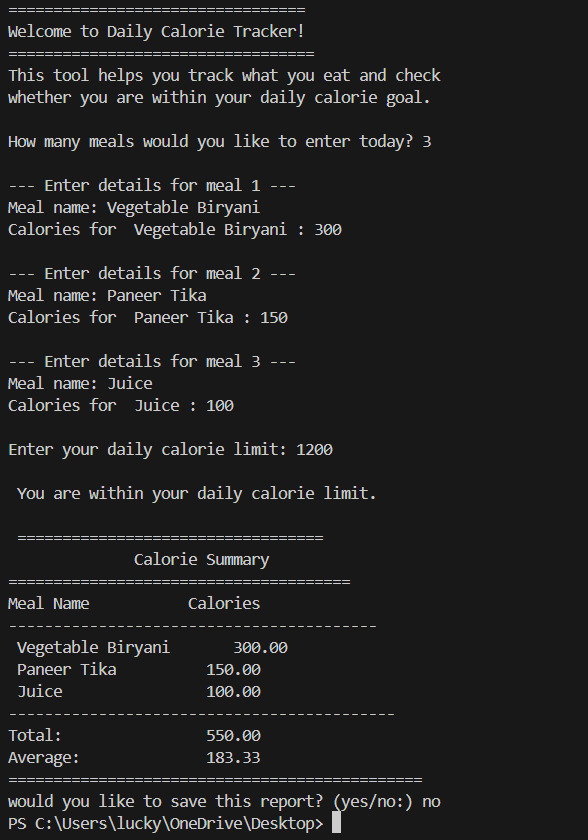 =================================
Welcome to Daily Calorie Tracker!
==================================
This tool helps you track what you eat and check
whether you are within your daily calorie goal.
How many meals would you like to enter today? 3
--- Enter details for meal 1 ---
Meal name: Vegetable Biryani
Calories for  Vegetable Biryani : 300
--- Enter details for meal 2 ---
Meal name: Paneer Tika
Calories for  Paneer Tika : 150
--- Enter details for meal 3 ---
Meal name: Juice
Calories for  Juice : 100
Enter your daily calorie limit: 1200
 You are within your daily calorie limit.
 ==================================
              Calorie Summary
======================================
Meal Name           Calories
-----------------------------------------
 Vegetable Biryani       300.00
 Paneer Tika          150.00
 Juice                100.00
-------------------------------------------
Total:                550.00
Average:              183.33
==============================================
would you like to save this report? (yes/no:) no
PS C:\Users\lucky\OneDrive\Desktop>